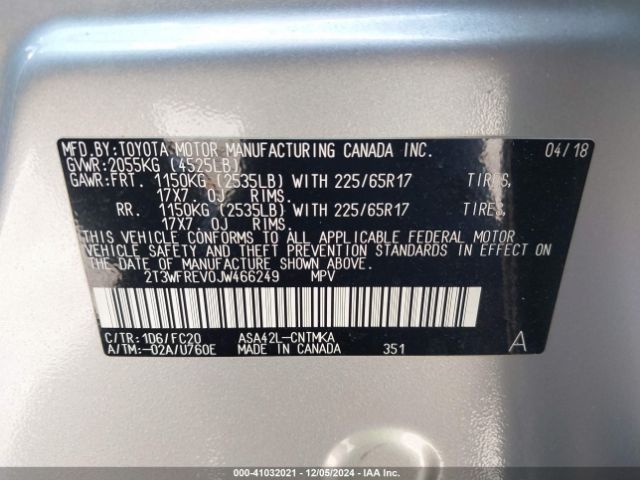 MFD.BY:TOYOTA MOTOR MANUFACTURING CANADA INC. 04/18
GVWR:2055KG (4525LB)
GAWR:FRT. 1150KG (2535LB) WITH 225/65R17 TIRES,
17X7.0J RIMS.
RR. 1150KG (2535LB) WITH 225/65R17 TIRES,
17X7.0J RIMS.
THIS VEHICLE CONFORMS TO ALL APPLICABLE FEDERAL MOTOR
VEHICLE SAFETY AND THEFT PREVENTION STANDARDS IN EFFECT ON
THE DATE OF MANUFACTURE SHOWN ABOVE.
2T3WFREV0JW466249 MPV
C/TR:1D6/FC20 ASA42L-CNTMKA
A/TM:-02A/U760E MADE IN CANADA 351 A
000-41032021 - 12/05/2024 - IAA Inc.